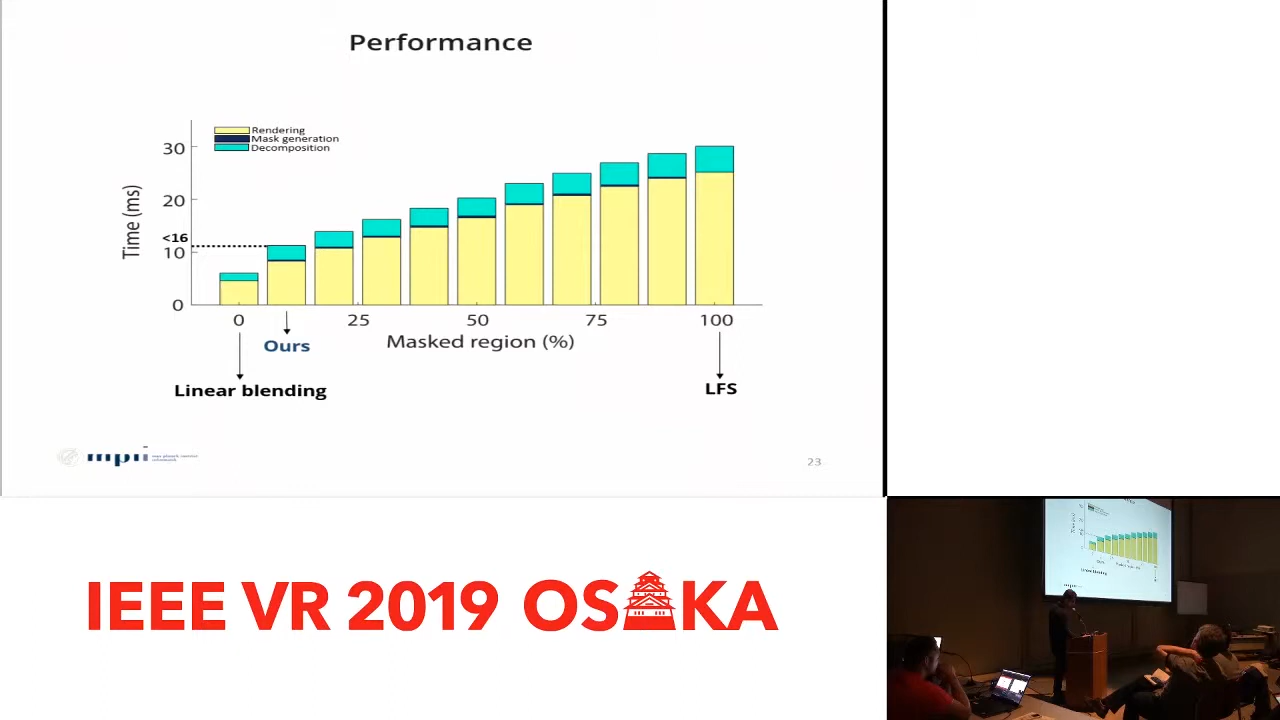 Performance
Rendering
Mask generation
Decomposition
30
20
<16
10
0
Time (ms)
0
25
50
75
100
Ours
Masked region (%)
Linear blending
LFS
mpii
23
IEEE VR 2019 OSAKA